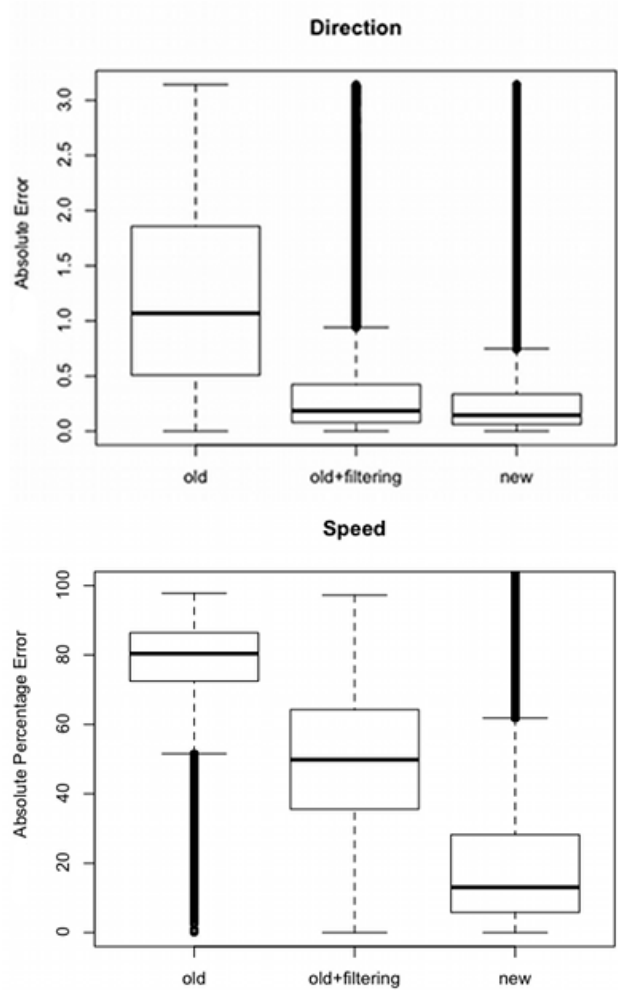 Direction
Absolute Error
3.0
2.5
2.0
1.5
1.0
0.5
0.0
old
old+filtering
new
Speed
Absolute Percentage Error
100
80
60
40
20
0
old
old+filtering
new